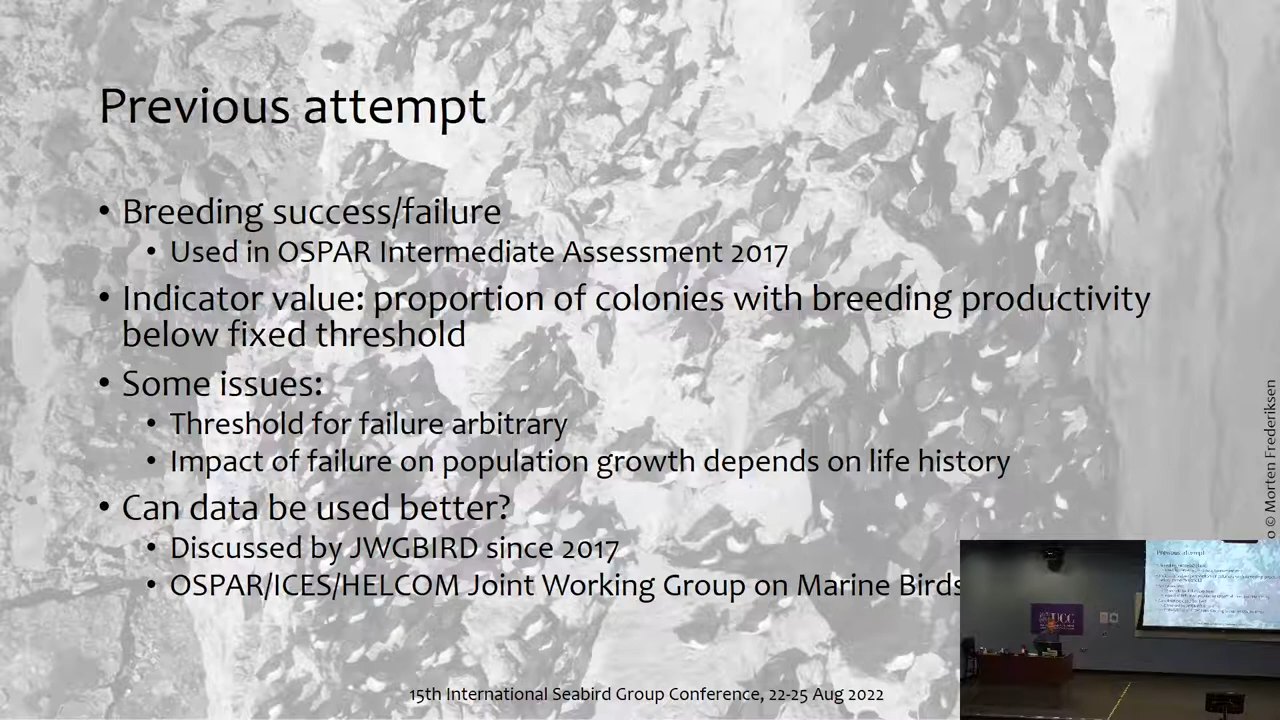 Previous attempt
• Breeding success/failure
• Used in OSPAR Intermediate Assessment 2017
• Indicator value: proportion of colonies with breeding productivity
below fixed threshold
• Some issues:
• Threshold for failure arbitrary
• Impact of failure on population growth depends on life history
• Can data be used better?
• Discussed by JWGBIRD since 2017
• OSPAR/ICES/HELCOM Joint Working Group on Marine Birds
15th International Seabird Group Conference, 22-25 Aug 2022
o © Morten Frederiksen
Previous attempt
UCC